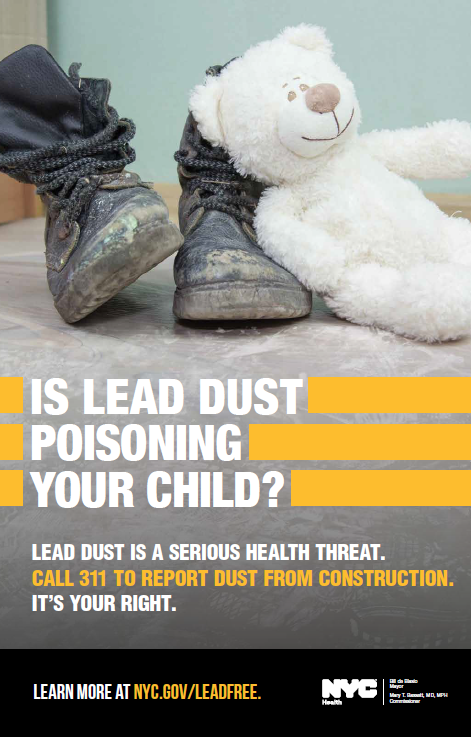 IS LEAD DUST
POISONING
YOUR CHILD?
LEAD DUST IS A SERIOUS HEALTH THREAT.
CALL 311 TO REPORT DUST FROM CONSTRUCTION.
IT'S YOUR RIGHT.
LEARN MORE AT NYC.GOV/LEADFREE.
NYC
Health
Bill de Blasio
Mayor
Mary T. Bassett, MD, MPH
Commissioner